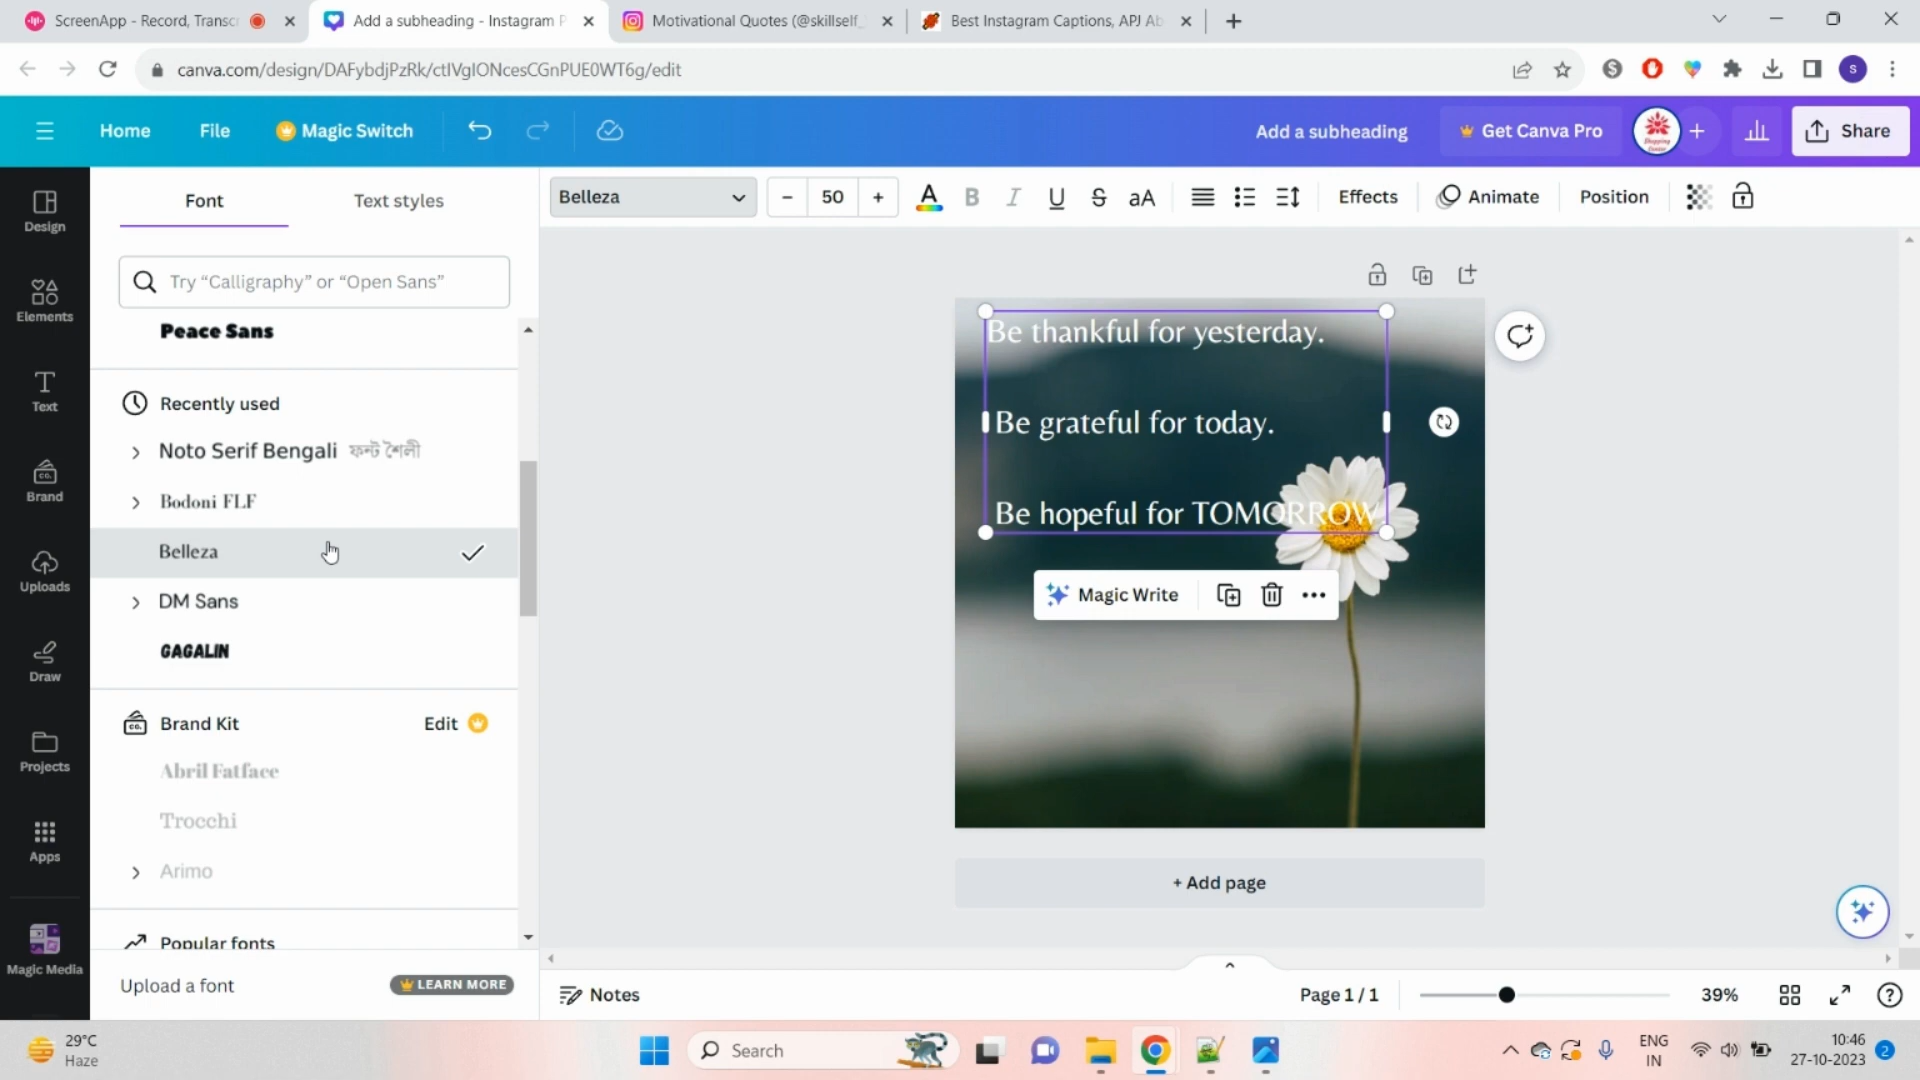 ScreenApp - Record, Transcr
Add a subheading - Instagram P
Motivational Quotes (@skillself_
Best Instagram Captions, APJ Ab
canva.com/design/DAFybdjPzRk/ctIVgIONcesCGnPUE0WT6g/edit
S
Home
File
Magic Switch
Add a subheading
Get Canva Pro
Share
Design
Elements
Text
Brand
Uploads
Draw
Projects
Apps
Magic Media
Font
Text styles
Try “Calligraphy” or “Open Sans”
Peace Sans
Recently used
Noto Serif Bengali ফন্ট শৈলী
Bodoni FLF
Belleza
DM Sans
GAGALIN
Brand Kit
Edit
Abril Fatface
Trocchi
Arimo
Popular fonts
Upload a font
LEARN MORE
Belleza
– 50 +
A B I U S aA
Effects
Animate
Position
Be thankful for yesterday.
Be grateful for today.
Be hopeful for TOMORROW.
Magic Write
+ Add page
Notes
Page 1 / 1
39%
29°C
Haze
Search
ENG
IN
10:46
27-10-2023
2